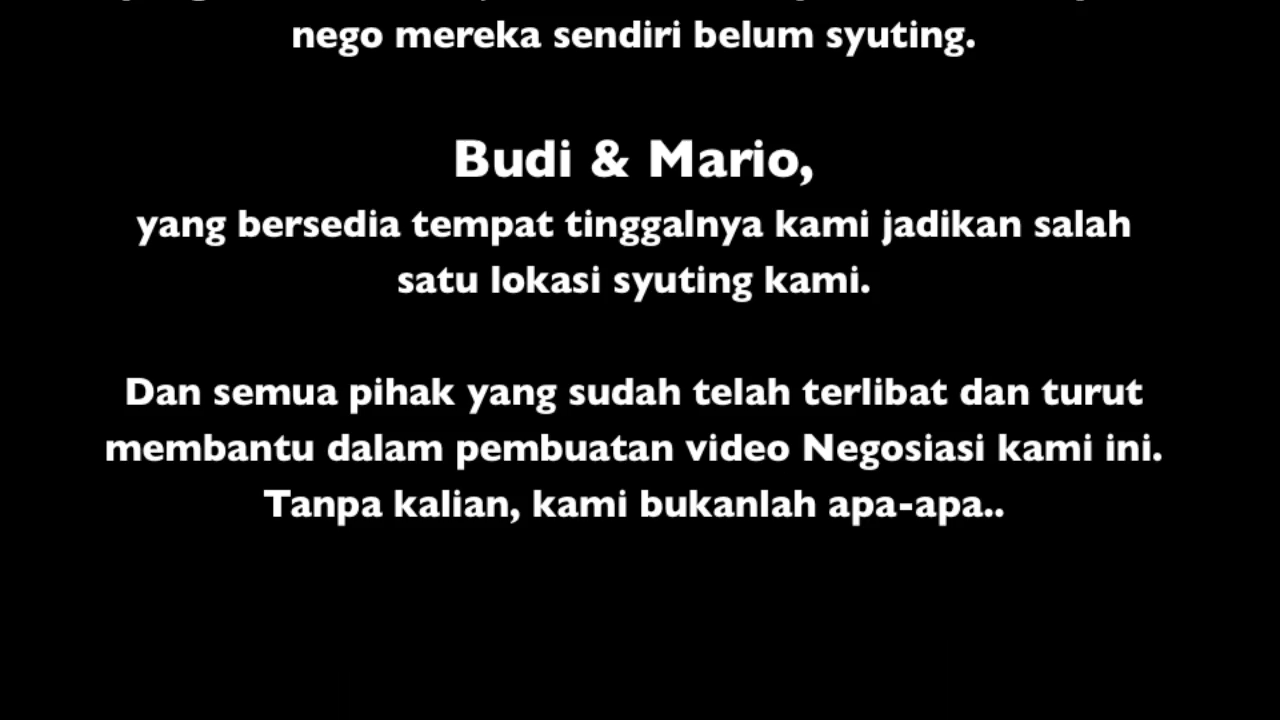 nego mereka sendiri belum syuting.
Budi & Mario,
yang bersedia tempat tinggalnya kami jadikan salah
satu lokasi syuting kami.
Dan semua pihak yang sudah telah terlibat dan turut
membantu dalam pembuatan video Negosiasi kami ini.
Tanpa kalian, kami bukanlah apa-apa..